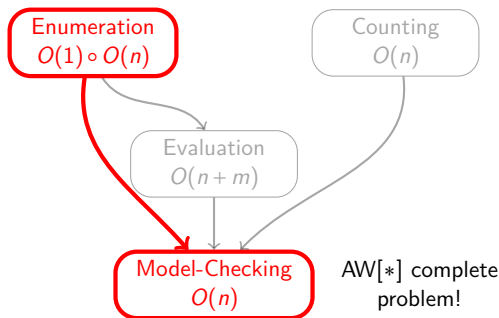 Enumeration
O(1)∘O(n)
Counting
O(n)
Evaluation
O(n+m)
Model-Checking
O(n)
AW[∗] complete
problem!